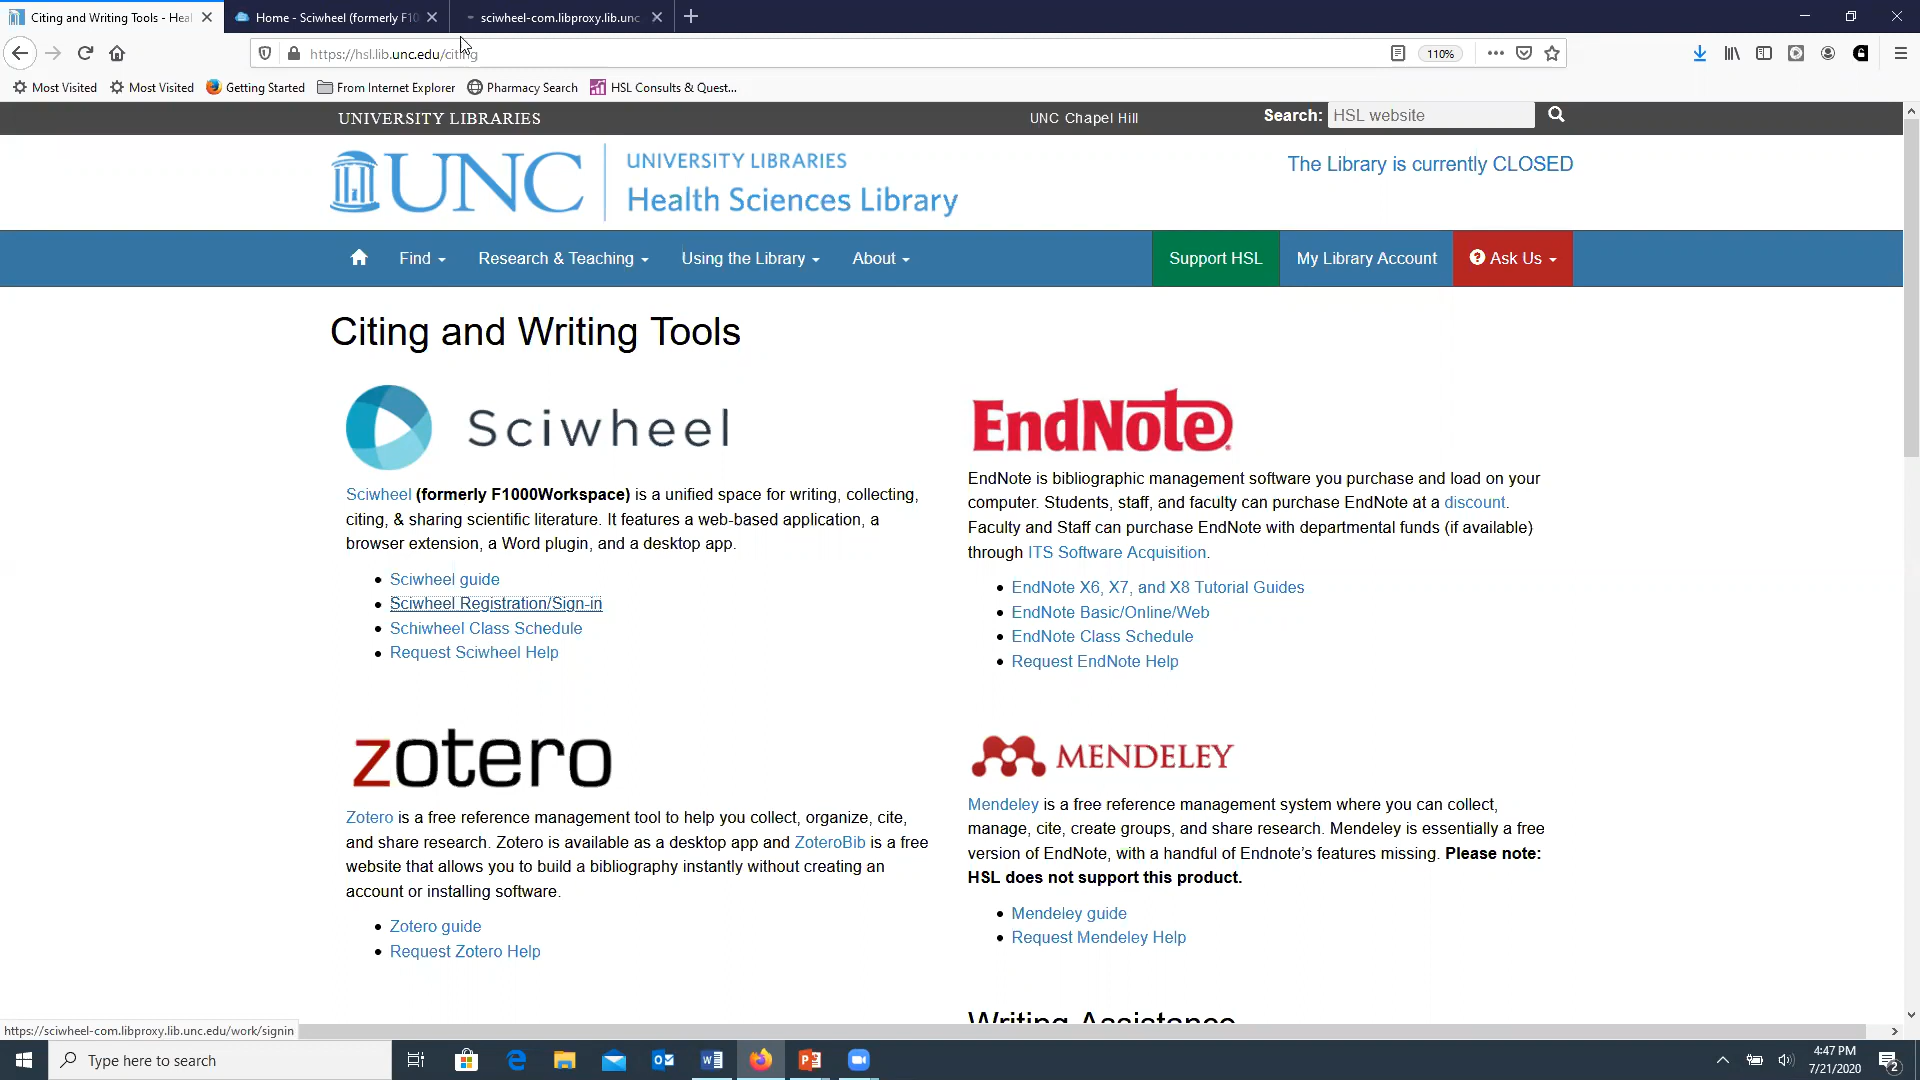 Citing and Writing Tools - Heal
Home - Sciwheel (formerly F10
sciwheel-com.libproxy.lib.unc
https://hsl.lib.unc.edu/citing
110%
Most Visited
Most Visited
Getting Started
From Internet Explorer
Pharmacy Search
HSL Consults & Quest...
UNIVERSITY LIBRARIES
UNC Chapel Hill
Search:
HSL website
UNC
UNIVERSITY LIBRARIES
Health Sciences Library
The Library is currently CLOSED
Find
Research & Teaching
Using the Library
About
Support HSL
My Library Account
Ask Us
Citing and Writing Tools
Sciwheel
Sciwheel (formerly F1000Workspace) is a unified space for writing, collecting,
citing, & sharing scientific literature. It features a web-based application, a
browser extension, a Word plugin, and a desktop app.
• Sciwheel guide
• Sciwheel Registration/Sign-in
• Schiwheel Class Schedule
• Request Sciwheel Help
EndNote
EndNote is bibliographic management software you purchase and load on your
computer. Students, staff, and faculty can purchase EndNote at a discount.
Faculty and Staff can purchase EndNote with departmental funds (if available)
through ITS Software Acquisition.
• EndNote X6, X7, and X8 Tutorial Guides
• EndNote Basic/Online/Web
• EndNote Class Schedule
• Request EndNote Help
zotero
Zotero is a free reference management tool to help you collect, organize, cite,
and share research. Zotero is available as a desktop app and ZoteroBib is a free
website that allows you to build a bibliography instantly without creating an
account or installing software.
• Zotero guide
• Request Zotero Help
MENDELEY
Mendeley is a free reference management system where you can collect,
manage, cite, create groups, and share research. Mendeley is essentially a free
version of EndNote, with a handful of Endnote's features missing. Please note:
HSL does not support this product.
• Mendeley guide
• Request Mendeley Help
Writing Assistance
https://sciwheel-com.libproxy.lib.unc.edu/work/signin
Type here to search
4:47 PM
7/21/2020
2